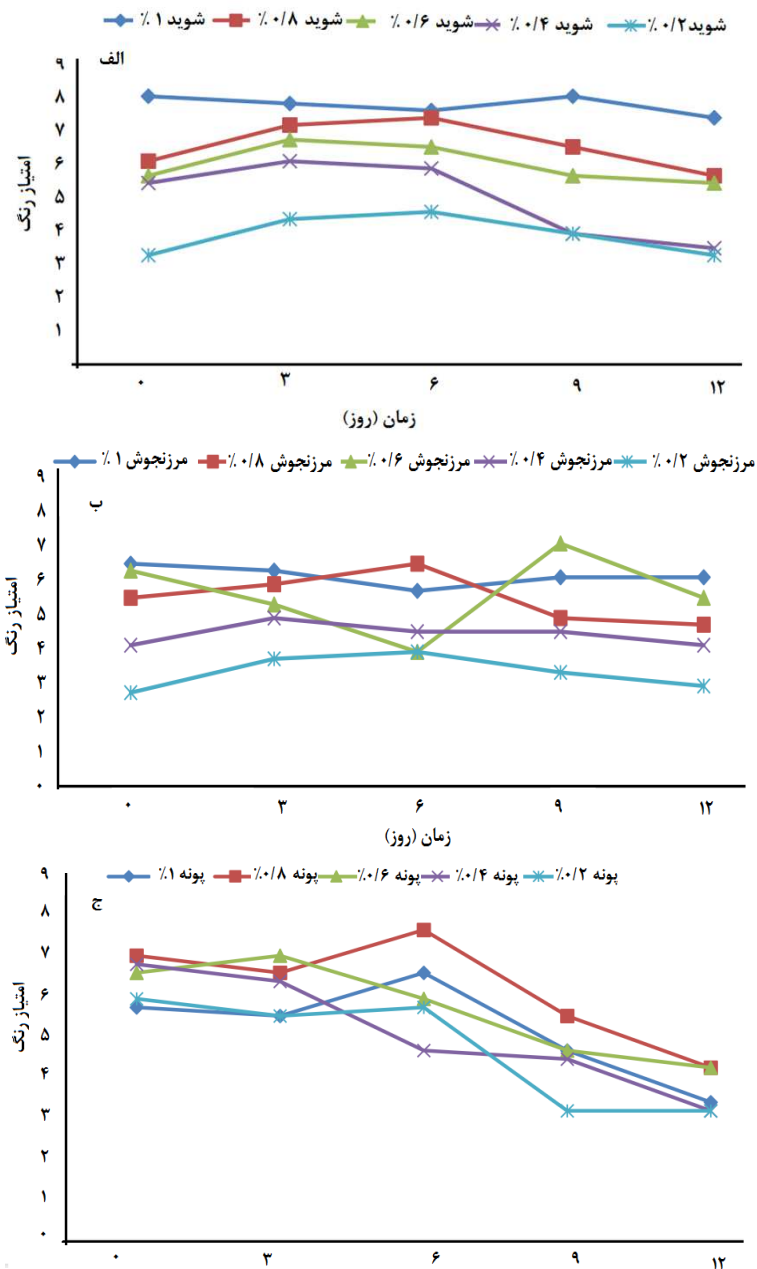 شوید ۱ ٪ شوید ۰/۸ ٪ شوید ۰/۶ ٪ شوید ۰/۴ ٪ شوید ۰/۲ ٪
الف
۹
۸
۷
۶
۵
۴
۳
۲
۱
امتیاز رنگ
۰ ۳ ۶ ۹ ۱۲
زمان (روز)
مرزنجوش ۱ ٪ مرزنجوش ۰/۸ ٪ مرزنجوش ۰/۶ ٪ مرزنجوش ۰/۴ ٪ مرزنجوش ۰/۲ ٪
ب
۹
۸
۷
۶
۵
۴
۳
۲
۱
۰
امتیاز رنگ
۰ ۳ ۶ ۹ ۱۲
زمان (روز)
پونه ۱ ٪ پونه ۰/۸ ٪ پونه ۰/۶ ٪ پونه ۰/۴ ٪ پونه ۰/۲ ٪
ج
۹
۸
۷
۶
۵
۴
۳
۲
۱
۰
امتیاز رنگ
۰ ۳ ۶ ۹ ۱۲